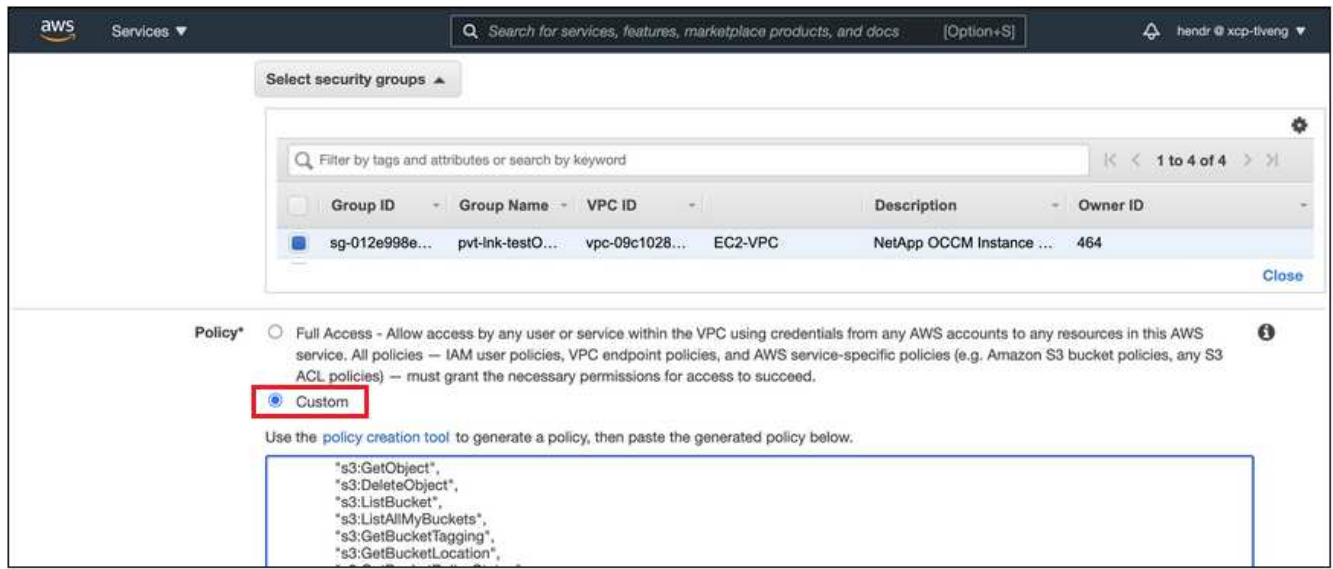 aws Services ▼ Search for services, features, marketplace products, and docs [Option+S] hendr @ xcp-tlveng ▼
Select security groups ▲
Filter by tags and attributes or search by keyword |< < 1 to 4 of 4 > >|
Group ID Group Name VPC ID Description Owner ID
sg-012e998e... pvt-lnk-testO... vpc-09c1028... EC2-VPC NetApp OCCM Instance ... 464
Close
Policy* Full Access - Allow access by any user or service within the VPC using credentials from any AWS accounts to any resources in this AWS
service. All policies — IAM user policies, VPC endpoint policies, and AWS service-specific policies (e.g. Amazon S3 bucket policies, any S3
ACL policies) — must grant the necessary permissions for access to succeed.
Custom
Use the policy creation tool to generate a policy, then paste the generated policy below.
"s3:GetObject",
"s3:DeleteObject",
"s3:ListBucket",
"s3:ListAllMyBuckets",
"s3:GetBucketTagging",
"s3:GetBucketLocation",